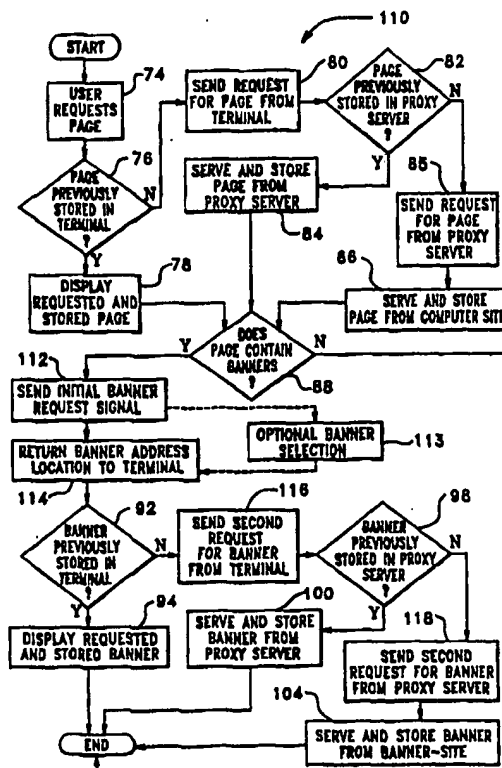 110
START
74
USER
REQUESTS
PAGE
76
PAGE
PREVIOUSLY
STORED IN
TERMINAL
?
N
Y
78
DISPLAY
REQUESTED AND
STORED PAGE
80
SEND REQUEST
FOR PAGE FROM
TERMINAL
82
PAGE
PREVIOUSLY
STORED IN PROXY
SERVER
?
N
Y
SERVE AND STORE
PAGE FROM
PROXY SERVER
84
85
SEND REQUEST
FOR PAGE
FROM PROXY
SERVER
86
SERVE AND STORE
PAGE FROM COMPUTER SITE
DOES
PAGE CONTAIN
BANNERS
?
Y
N
88
112
SEND INITIAL BANNER
REQUEST SIGNAL
OPTIONAL BANNER
SELECTION
113
RETURN BANNER ADDRESS
LOCATION TO TERMINAL
114
92
BANNER
PREVIOUSLY
STORED IN
TERMINAL
?
N
Y
94
DISPLAY REQUESTED
AND STORED BANNER
116
SEND SECOND
REQUEST
FOR BANNER
FROM TERMINAL
98
BANNER
PREVIOUSLY
STORED IN PROXY
SERVER
?
N
Y
100
SERVE AND STORE
BANNER FROM
PROXY SERVER
118
SEND SECOND
REQUEST FOR BANNER
FROM PROXY SERVER
104
SERVE AND STORE BANNER
FROM BANNER-SITE
END